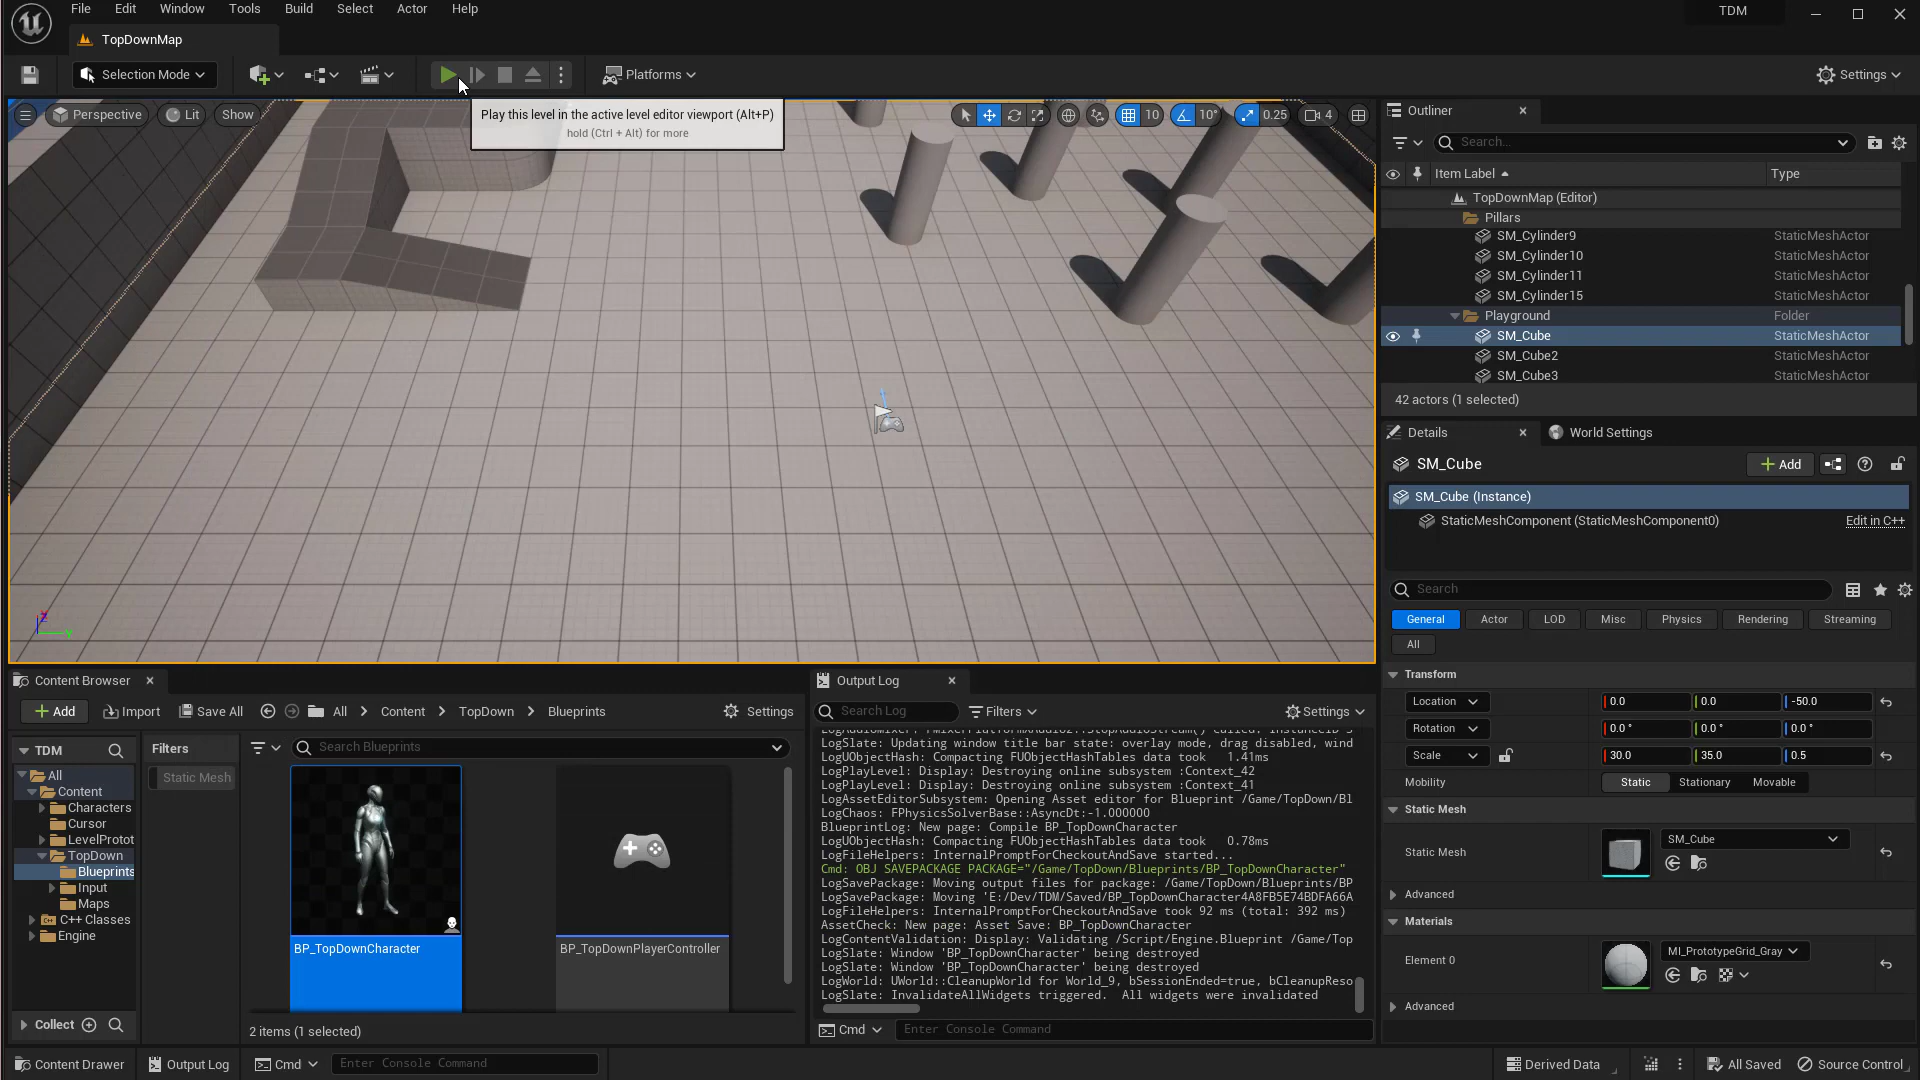 File Edit Window Tools Build Select Actor Help
TDM
TopDownMap
Selection Mode
Platforms
Settings
Play this level in the active level editor viewport (Alt+P)
hold (Ctrl + Alt) for more
Perspective Lit Show
10 10° 0.25 4
Outliner
Search...
Item Label Type
TopDownMap (Editor)
Pillars
SM_Cylinder9 StaticMeshActor
SM_Cylinder10 StaticMeshActor
SM_Cylinder11 StaticMeshActor
SM_Cylinder15 StaticMeshActor
Playground Folder
SM_Cube StaticMeshActor
SM_Cube2 StaticMeshActor
SM_Cube3 StaticMeshActor
42 actors (1 selected)
Details World Settings
SM_Cube
Add
SM_Cube (Instance)
StaticMeshComponent (StaticMeshComponent0) Edit in C++
Search
General Actor LOD Misc Physics Rendering Streaming
All
Transform
Location 0.0 0.0 -50.0
Rotation 0.0 ° 0.0 ° 0.0 °
Scale 30.0 35.0 0.5
Mobility Static Stationary Movable
Static Mesh
Static Mesh SM_Cube
Advanced
Materials
Element 0 MI_PrototypeGrid_Gray
Advanced
Z
Y
Content Browser
Add Import Save All All Content TopDown Blueprints Settings
TDM
All
Content
Characters
Cursor
LevelProtot
TopDown
Blueprints
Input
Maps
C++ Classes
Engine
Collect
Filters
Static Mesh
Search Blueprints
BP_TopDownCharacter
BP_TopDownPlayerController
2 items (1 selected)
Output Log
Search Log Filters Settings
LogSlate: Updating window title bar state: overlay mode, drag disabled, wind
LogUObjectHash: Compacting FUObjectHashTables data took 1.41ms
LogPlayLevel: Display: Destroying online subsystem :Context_42
LogPlayLevel: Display: Destroying online subsystem :Context_41
LogAssetEditorSubsystem: Opening Asset editor for Blueprint /Game/TopDown/Bl
LogChaos: FPhysicsSolverBase::AsyncDt:-1.000000
BlueprintLog: New page: Compile BP_TopDownCharacter
LogUObjectHash: Compacting FUObjectHashTables data took 0.78ms
LogFileHelpers: InternalPromptForCheckoutAndSave started...
Cmd: OBJ SAVEPACKAGE PACKAGE="/Game/TopDown/Blueprints/BP_TopDownCharacter"
LogSavePackage: Moving output files for package: /Game/TopDown/Blueprints/BP
LogSavePackage: Moving 'E:/Dev/TDM/Saved/BP_TopDownCharacter4A8FB5E74BDFA66A
LogFileHelpers: InternalPromptForCheckoutAndSave took 92 ms (total: 392 ms)
AssetCheck: New page: Asset Save: BP_TopDownCharacter
LogContentValidation: Display: Validating /Script/Engine.Blueprint /Game/Top
LogSlate: Window 'BP_TopDownCharacter' being destroyed
LogSlate: Window 'BP_TopDownCharacter' being destroyed
LogWorld: UWorld::CleanupWorld for World_9, bSessionEnded=true, bCleanupReso
LogSlate: InvalidateAllWidgets triggered. All widgets were invalidated
Cmd Enter Console Command
Content Drawer Output Log Cmd Enter Console Command
Derived Data All Saved Source Control